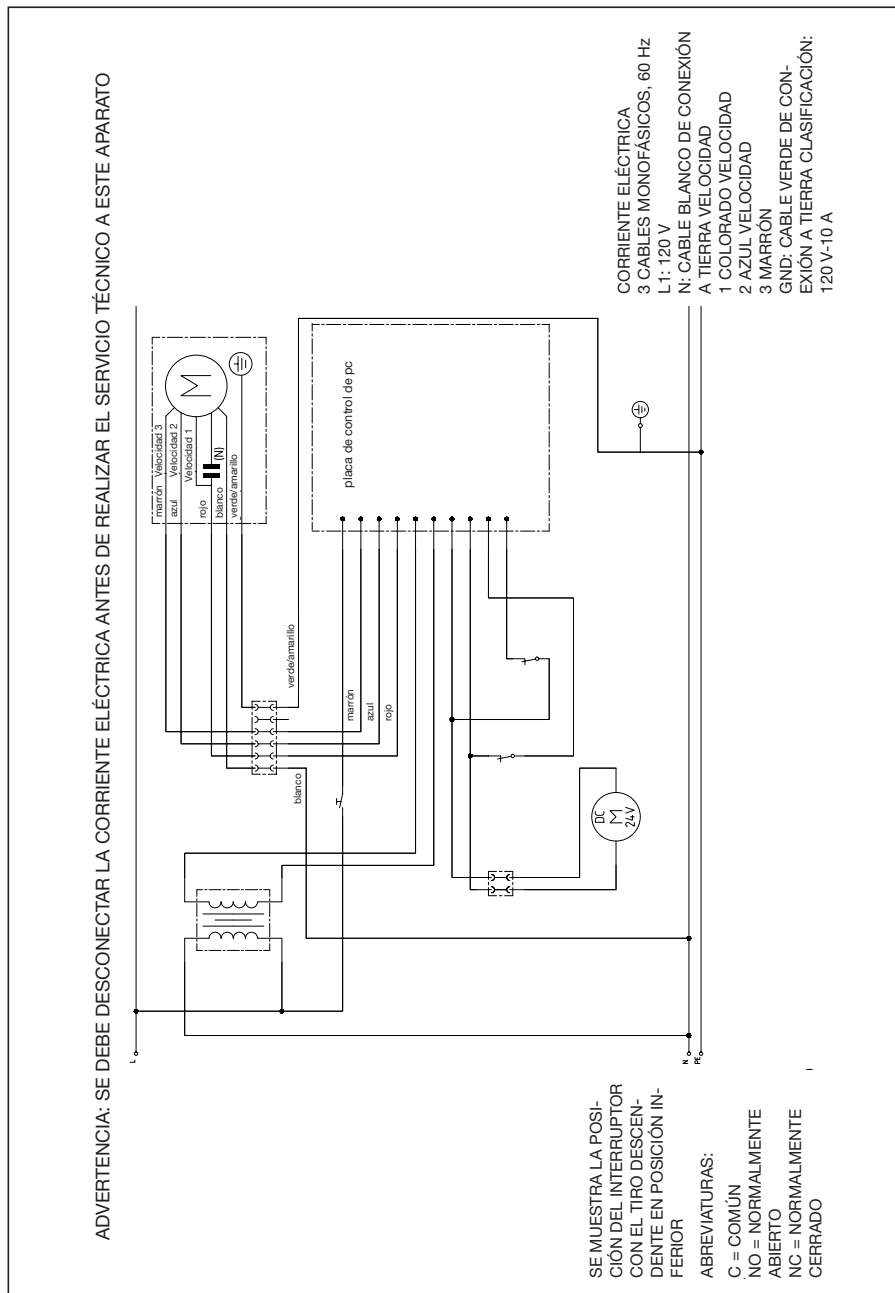 ADVERTENCIA: SE DEBE DESCONECTAR LA CORRIENTE ELÉCTRICA ANTES DE REALIZAR EL SERVICIO TÉCNICO A ESTE APARATO
L
marrón Velocidad 3
azul Velocidad 2
Velocidad 1
rojo
(N)
blanco
verde/amarillo
M
verde/amarillo
blanco
marrón
azul
rojo
placa de control de pc
DC
M
24V
N
PE
CORRIENTE ELÉCTRICA
3 CABLES MONOFÁSICOS, 60 Hz
L1: 120 V
N: CABLE BLANCO DE CONEXIÓN
A TIERRA VELOCIDAD
1 COLORADO VELOCIDAD
2 AZUL VELOCIDAD
3 MARRÓN
GND: CABLE VERDE DE CON-
EXIÓN A TIERRA CLASIFICACIÓN:
120 V-10 A
SE MUESTRA LA POSI-
CIÓN DEL INTERRUPTOR
CON EL TIRO DESCEN-
DENTE EN POSICIÓN IN-
FERIOR
ABREVIATURAS:
C = COMÚN
NO = NORMALMENTE
ABIERTO
NC = NORMALMENTE
CERRADO